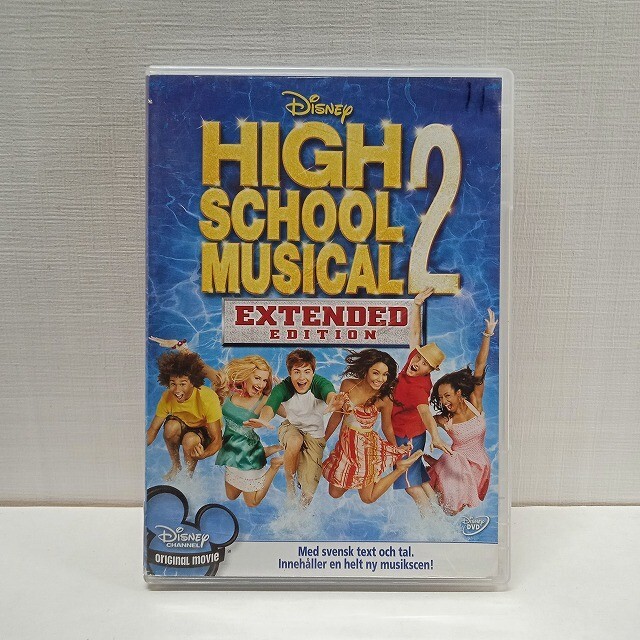 Disney
HIGH
SCHOOL
MUSICAL 2
EXTENDED
EDITION
Disney
CHANNEL
ORIGINAL MOVIE
Disney
DVD
Med svensk text och tal.
Innehåller en helt ny musikscen!